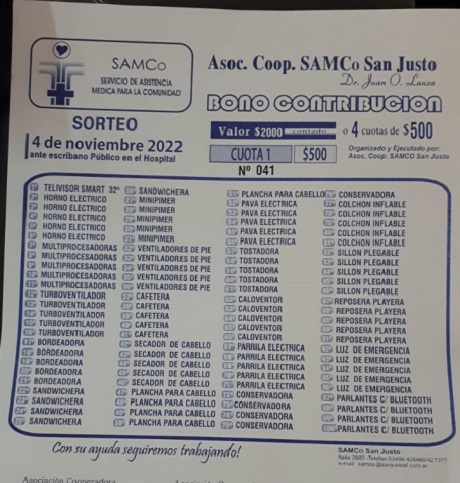 SAMCo
SERVICIO DE ASISTENCIA
MEDICA PARA LA COMUNIDAD
Asoc. Coop. SAMCo San Justo
Dr. Juan O. Lanza
BONO CONTRIBUCION
SORTEO
4 de noviembre 2022
ante escribano Público en el Hospital
Valor $2000 contado o 4 cuotas de $500
CUOTA 1 $500
Organizado y Ejecutado por:
Asoc. Coop. SAMCo San Justo
Nº 041
TELIVISOR SMART 32"
HORNO ELECTRICO
HORNO ELECTRICO
HORNO ELECTRICO
HORNO ELECTRICO
HORNO ELECTRICO
MULTIPROCESADORAS
MULTIPROCESADORAS
MULTIPROCESADORAS
MULTIPROCESADORAS
MULTIPROCESADORAS
TURBOVENTILADOR
TURBOVENTILADOR
TURBOVENTILADOR
TURBOVENTILADOR
TURBOVENTILADOR
BORDEADORA
BORDEADORA
BORDEADORA
BORDEADORA
BORDEADORA
SANDWICHERA
SANDWICHERA
SANDWICHERA
SANDWICHERA
SANDWICHERA
MINIPIMER
MINIPIMER
MINIPIMER
MINIPIMER
MINIPIMER
VENTILADORES DE PIE
VENTILADORES DE PIE
VENTILADORES DE PIE
VENTILADORES DE PIE
VENTILADORES DE PIE
CAFETERA
CAFETERA
CAFETERA
CAFETERA
CAFETERA
SECADOR DE CABELLO
SECADOR DE CABELLO
SECADOR DE CABELLO
SECADOR DE CABELLO
SECADOR DE CABELLO
PLANCHA PARA CABELLO
PLANCHA PARA CABELLO
PLANCHA PARA CABELLO
PLANCHA PARA CABELLO
PLANCHA PARA CABELLO
PAVA ELECTRICA
PAVA ELECTRICA
PAVA ELECTRICA
PAVA ELECTRICA
PAVA ELECTRICA
TOSTADORA
TOSTADORA
TOSTADORA
TOSTADORA
TOSTADORA
CALOVENTOR
CALOVENTOR
CALOVENTOR
CALOVENTOR
CALOVENTOR
PARRILA ELECTRICA
PARRILA ELECTRICA
PARRILA ELECTRICA
PARRILA ELECTRICA
PARRILA ELECTRICA
CONSERVADORA
CONSERVADORA
CONSERVADORA
CONSERVADORA
CONSERVADORA
COLCHON INFLABLE
COLCHON INFLABLE
COLCHON INFLABLE
COLCHON INFLABLE
COLCHON INFLABLE
SILLON PLEGABLE
SILLON PLEGABLE
SILLON PLEGABLE
SILLON PLEGABLE
SILLON PLEGABLE
REPOSERA PLAYERA
REPOSERA PLAYERA
REPOSERA PLAYERA
REPOSERA PLAYERA
REPOSERA PLAYERA
LUZ DE EMERGENCIA
LUZ DE EMERGENCIA
LUZ DE EMERGENCIA
LUZ DE EMERGENCIA
LUZ DE EMERGENCIA
PARLANTES C/ BLUETOOTH
PARLANTES C/ BLUETOOTH
PARLANTES C/ BLUETOOTH
PARLANTES C/ BLUETOOTH
Con su ayuda seguiremos trabajando!
SAMCo San Justo
Asociación Cooperadora